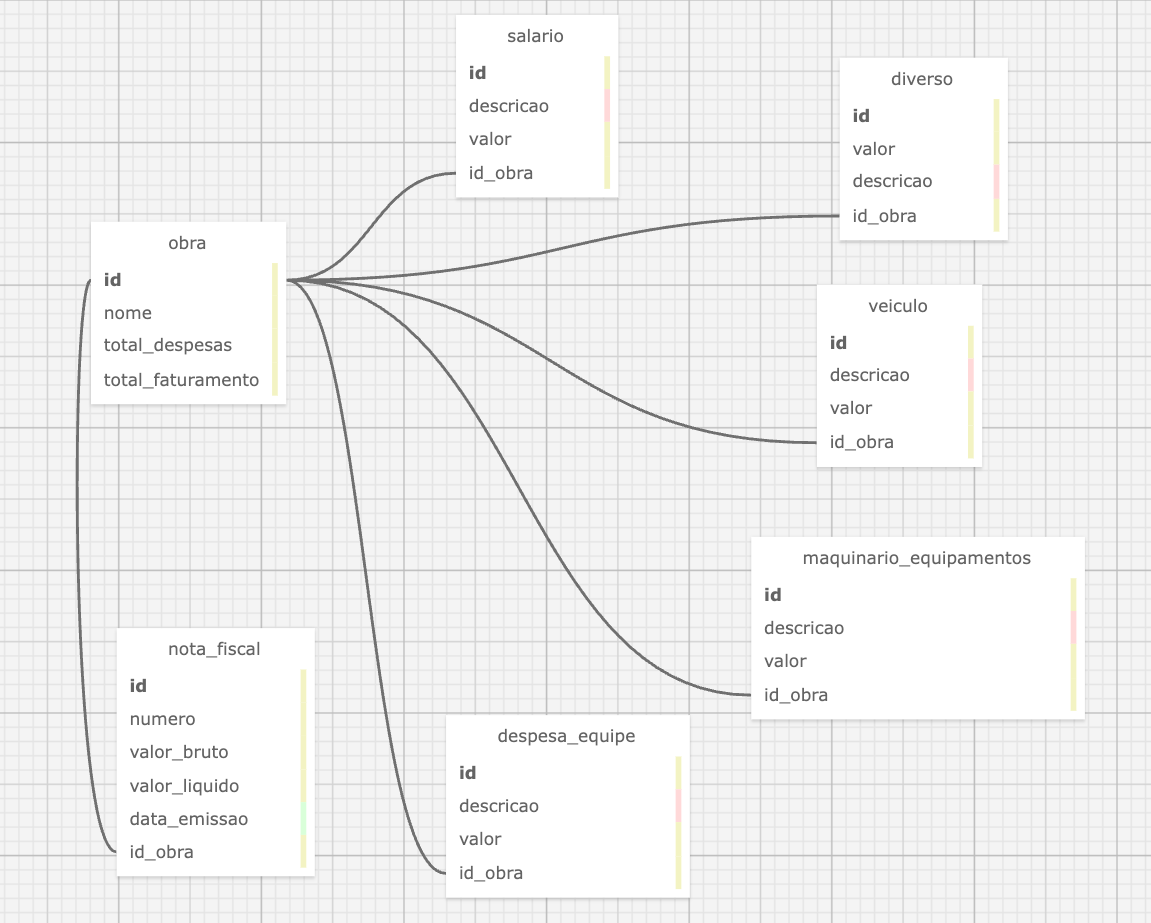 salario
id
descricao
valor
id_obra
diverso
id
valor
descricao
id_obra
obra
id
nome
total_despesas
total_faturamento
veiculo
id
descricao
valor
id_obra
maquinario_equipamentos
id
descricao
valor
id_obra
nota_fiscal
id
numero
valor_bruto
valor_liquido
data_emissao
id_obra
despesa_equipe
id
descricao
valor
id_obra